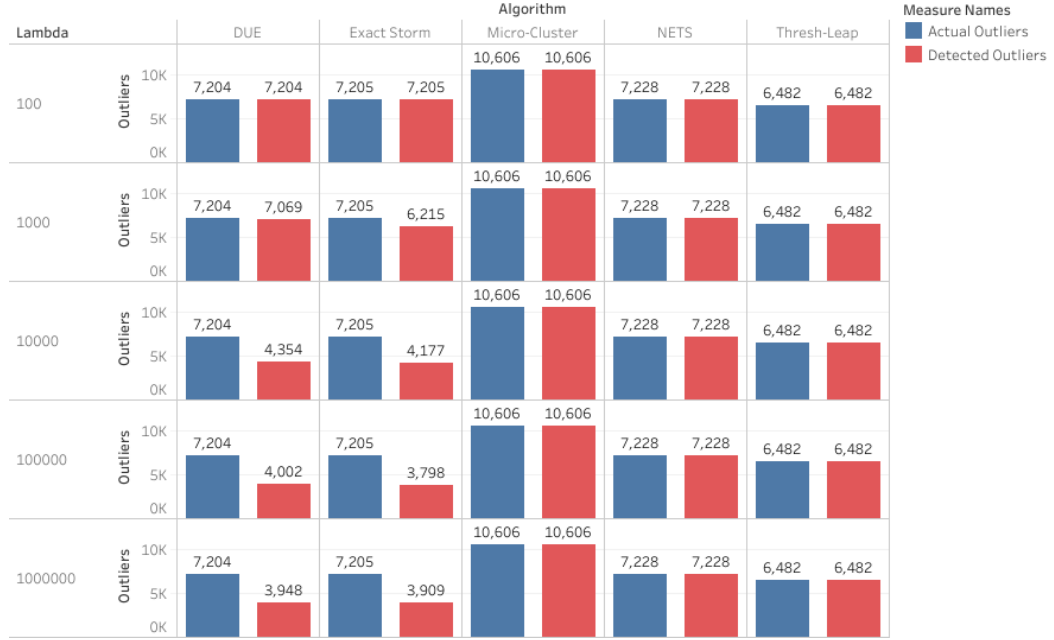 Algorithm
Measure Names
Lambda DUE Exact Storm Micro-Cluster NETS Thresh-Leap
Actual Outliers
Detected Outliers
100 Outliers 10K 5K 0K 7,204 7,204 7,205 7,205 10,606 10,606 7,228 7,228 6,482 6,482
1000 Outliers 10K 5K 0K 7,204 7,069 7,205 6,215 10,606 10,606 7,228 7,228 6,482 6,482
10000 Outliers 10K 5K 0K 7,204 4,354 7,205 4,177 10,606 10,606 7,228 7,228 6,482 6,482
100000 Outliers 10K 5K 0K 7,204 4,002 7,205 3,798 10,606 10,606 7,228 7,228 6,482 6,482
1000000 Outliers 10K 5K 0K 7,204 3,948 7,205 3,909 10,606 10,606 7,228 7,228 6,482 6,482